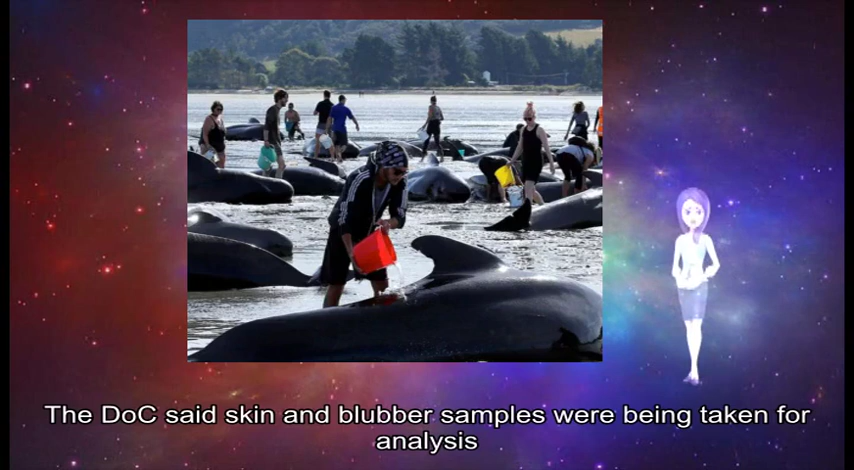 The DoC said skin and blubber samples were being taken for
analysis